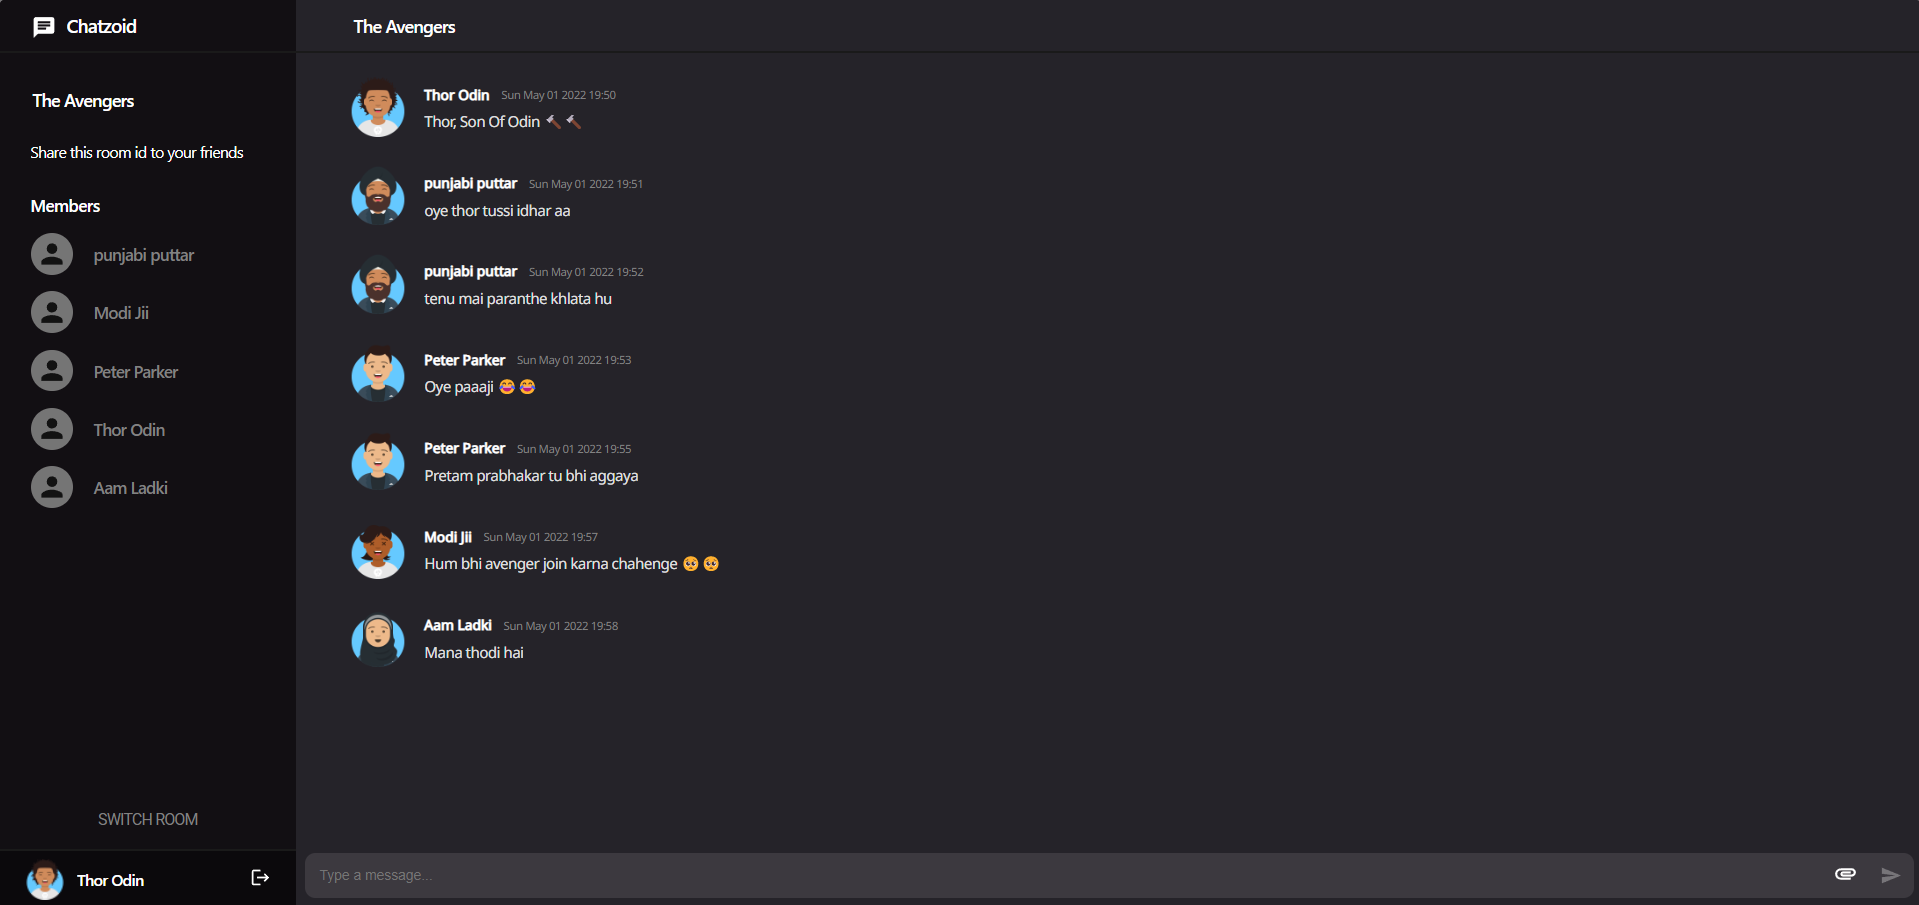 Chatzoid
The Avengers
The Avengers
Share this room id to your friends
Members
punjabi puttar
Modi Jii
Peter Parker
Thor Odin
Aam Ladki
SWITCH ROOM
Thor Odin
Thor Odin Sun May 01 2022 19:50
Thor, Son Of Odin 🔨 🔨
punjabi puttar Sun May 01 2022 19:51
oye thor tussi idhar aa
punjabi puttar Sun May 01 2022 19:52
tenu mai paranthe khlata hu
Peter Parker Sun May 01 2022 19:53
Oye paaaji 😂 😂
Peter Parker Sun May 01 2022 19:55
Pretam prabhakar tu bhi aggaya
Modi Jii Sun May 01 2022 19:57
Hum bhi avenger join karna chahenge 🥺 🥺
Aam Ladki Sun May 01 2022 19:58
Mana thodi hai
Type a message...